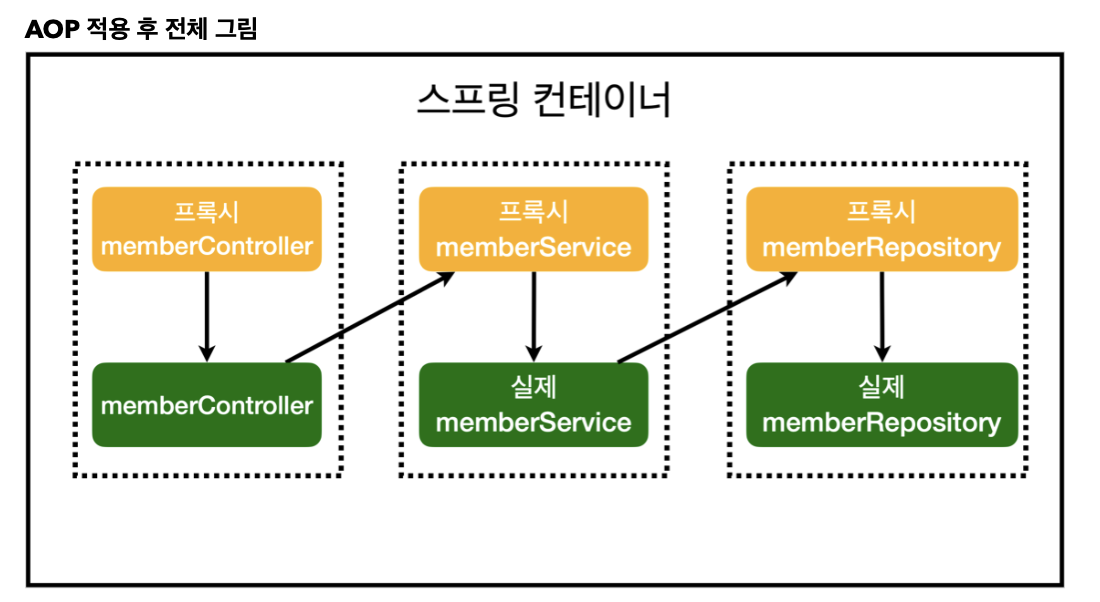 AOP 적용 후 전체 그림
스프링 컨테이너
프록시
memberController
프록시
memberService
프록시
memberRepository
memberController
실제
memberService
실제
memberRepository